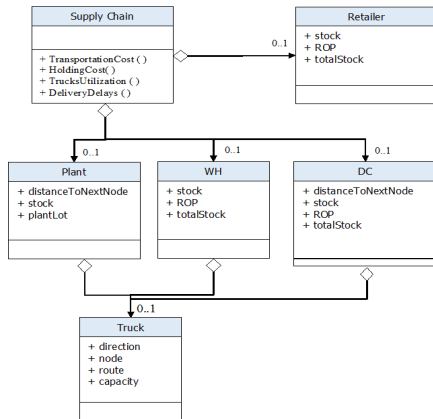 Supply Chain
+ TransportationCost ( )
+ HoldingCost( )
+ TrucksUtilization ( )
+ DeliveryDelays ( )
0..1
Retailer
+ stock
+ ROP
+ totalStock
0..1
0..1
0..1
Plant
+ distanceToNextNode
+ stock
+ plantLot
WH
+ stock
+ ROP
+ totalStock
DC
+ distanceToNextNode
+ stock
+ ROP
+ totalStock
0..1
Truck
+ direction
+ node
+ route
+ capacity